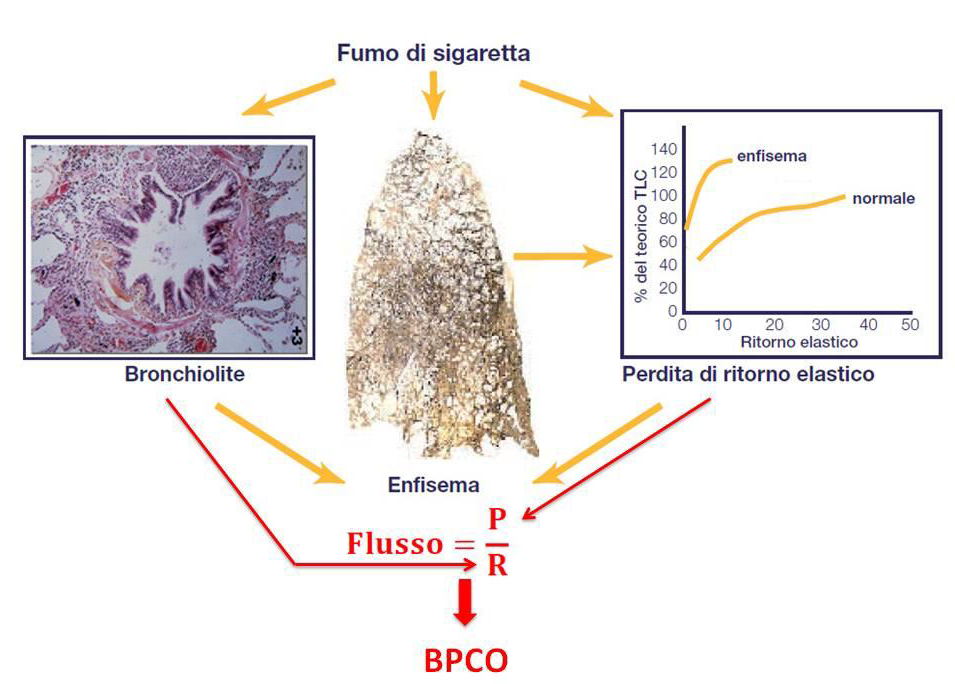 Fumo di sigaretta
140
120
100
80
60
40
20
0
% del teorico TLC
enfisema
normale
0 10 20 30 40 50
Ritorno elastico
+3
Bronchiolite
Perdita di ritorno elastico
Enfisema
Flusso = P
R
BPCO